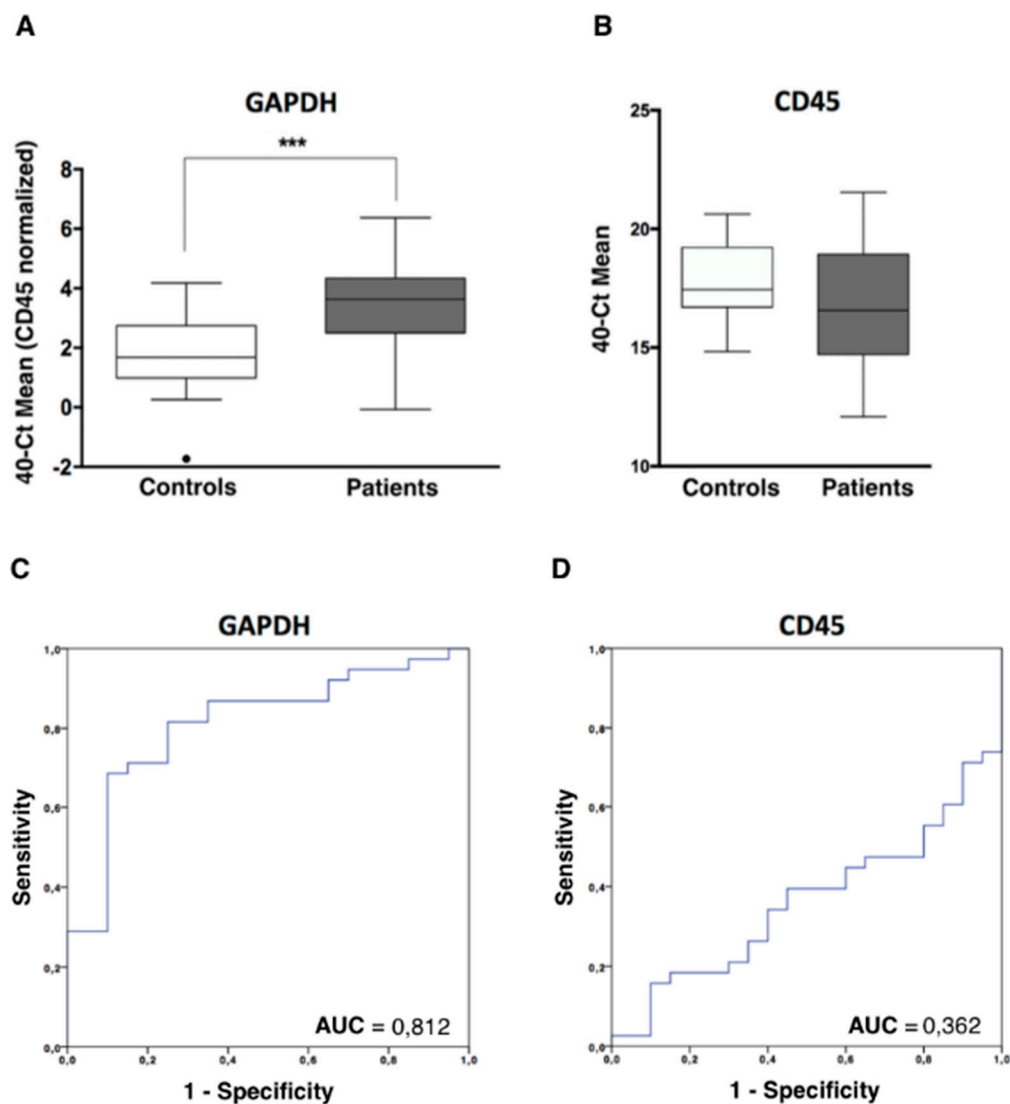 A
B
GAPDH
CD45
***
40-Ct Mean (CD45 normalized)
8
6
4
2
0
-2
Controls Patients
40-Ct Mean
25
20
15
10
Controls Patients
C
D
GAPDH
Sensitivity
1,0
0,8
0,6
0,4
0,2
0,0
AUC = 0,812
0,0 0,2 0,4 0,6 0,8 1,0
1 - Specificity
CD45
Sensitivity
1,0
0,8
0,6
0,4
0,2
0,0
AUC = 0,362
0,0 0,2 0,4 0,6 0,8 1,0
1 - Specificity